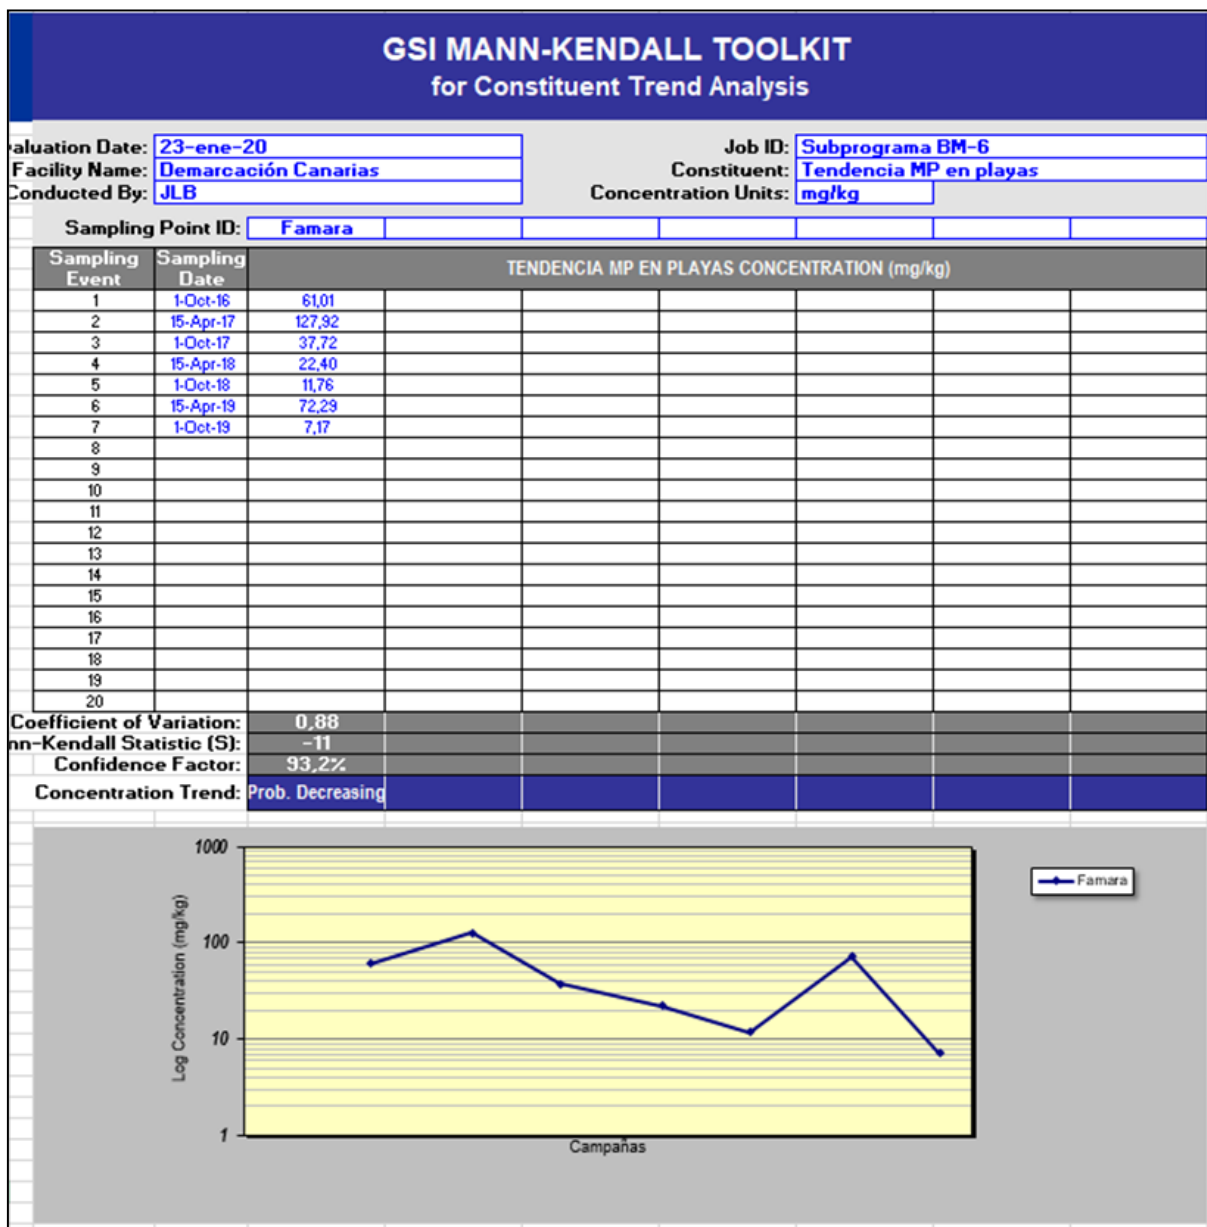 GSI MANN-KENDALL TOOLKIT
for Constituent Trend Analysis
aluation Date: 23-ene-20 Job ID: Subprograma BM-6
Facility Name: Demarcación Canarias Constituent: Tendencia MP en playas
Conducted By: JLB Concentration Units: mg/kg
Sampling Point ID: Famara
Sampling Event Sampling Date TENDENCIA MP EN PLAYAS CONCENTRATION (mg/kg)
1 1-Oct-16 61,01
2 15-Apr-17 127,92
3 1-Oct-17 37,72
4 15-Apr-18 22,40
5 1-Oct-18 11,76
6 15-Apr-19 72,29
7 1-Oct-19 7,17
8
9
10
11
12
13
14
15
16
17
18
19
20
Coefficient of Variation: 0,88
nn-Kendall Statistic (S): -11
Confidence Factor: 93,2%
Concentration Trend: Prob. Decreasing
1000
100
10
1
Log Concentration (mg/kg)
Campañas
Famara